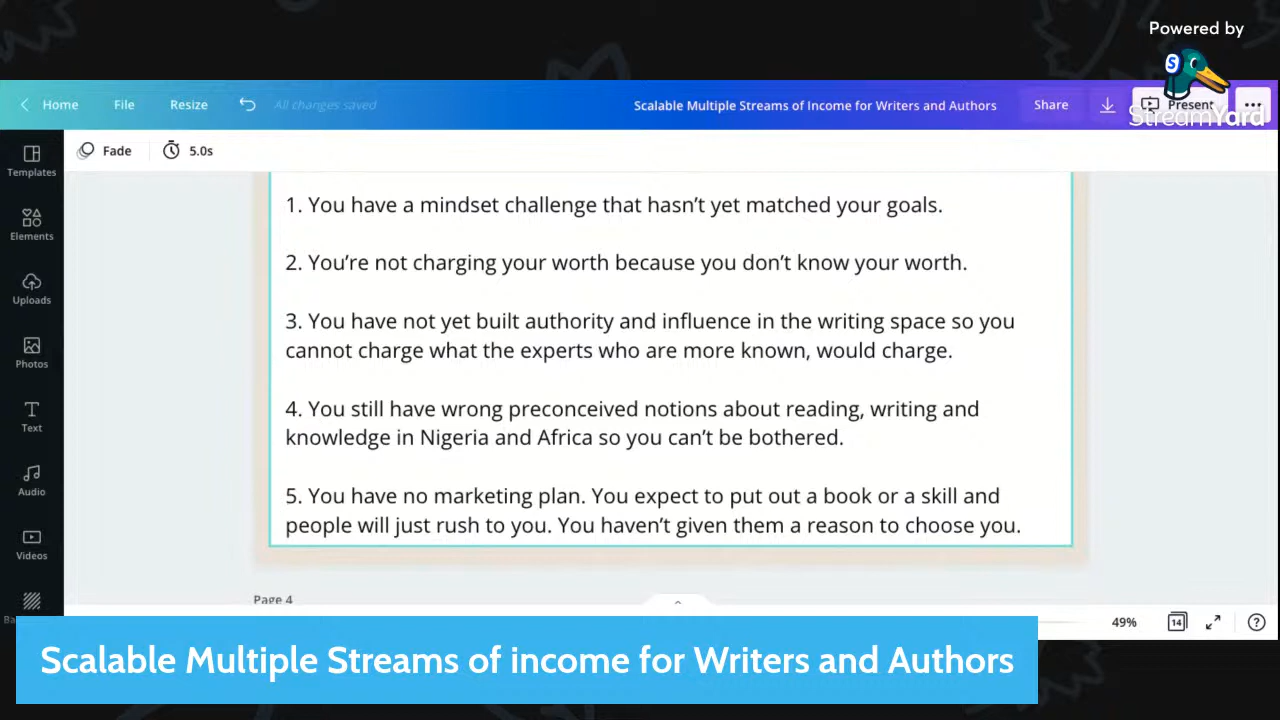 Powered by
StreamYard
Home File Resize All changes saved Scalable Multiple Streams of Income for Writers and Authors Share Present
Fade 5.0s
Templates
Elements
Uploads
Photos
Text
Audio
Videos
1. You have a mindset challenge that hasn’t yet matched your goals.
2. You’re not charging your worth because you don’t know your worth.
3. You have not yet built authority and influence in the writing space so you
cannot charge what the experts who are more known, would charge.
4. You still have wrong preconceived notions about reading, writing and
knowledge in Nigeria and Africa so you can’t be bothered.
5. You have no marketing plan. You expect to put out a book or a skill and
people will just rush to you. You haven’t given them a reason to choose you.
Page 4
49% 14
Scalable Multiple Streams of income for Writers and Authors